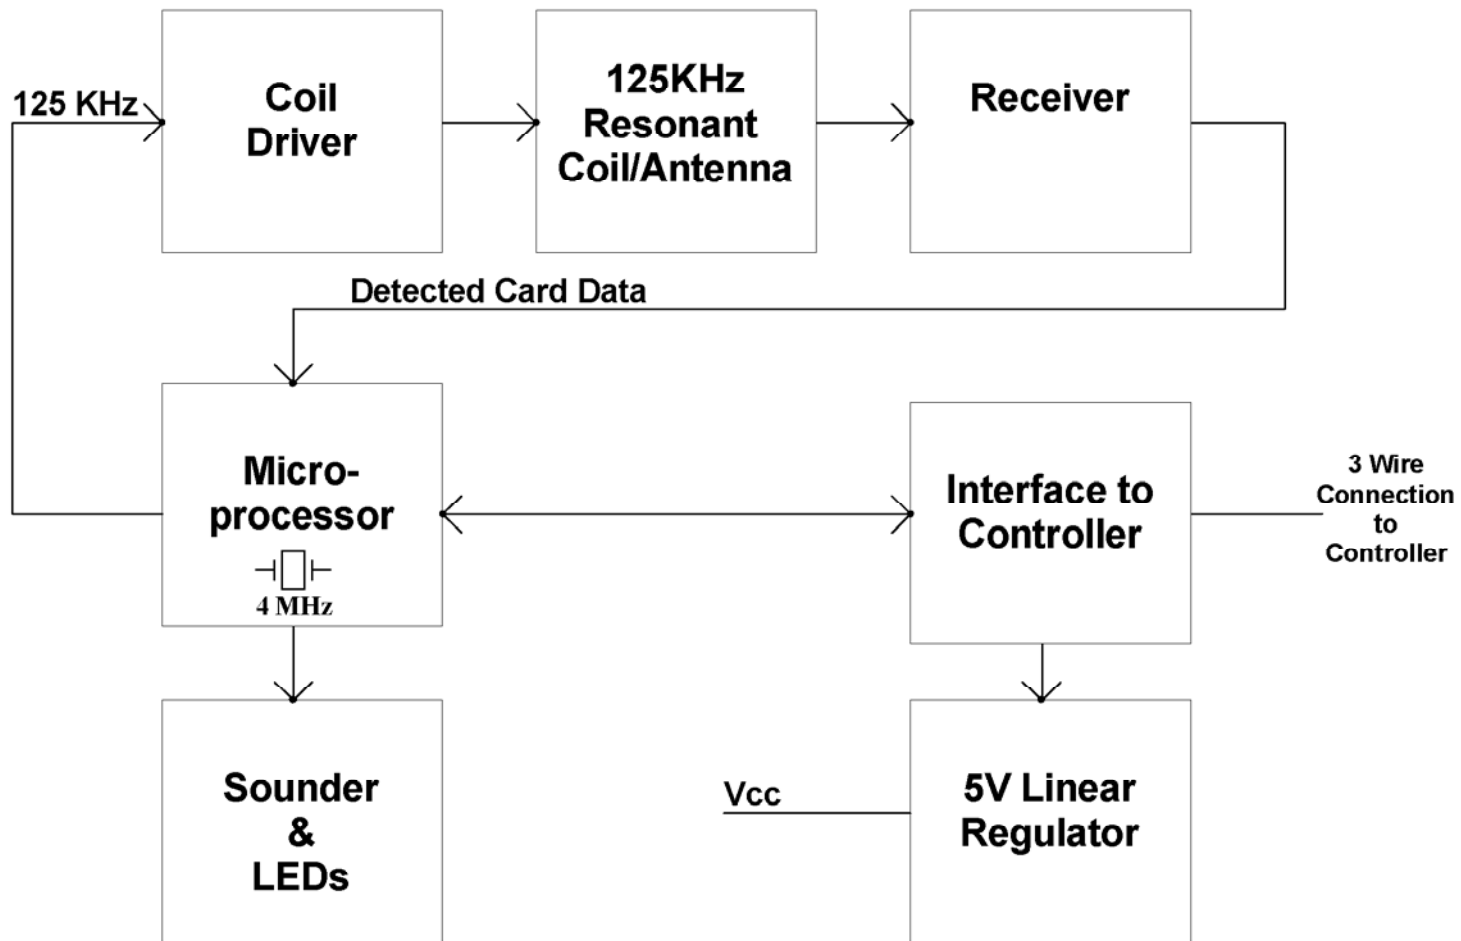 125 KHz
Coil
Driver
125KHz
Resonant
Coil/Antenna
Receiver
Detected Card Data
Micro-
processor
4 MHz
Interface to
Controller
3 Wire
Connection
to
Controller
Sounder
&
LEDs
Vcc
5V Linear
Regulator